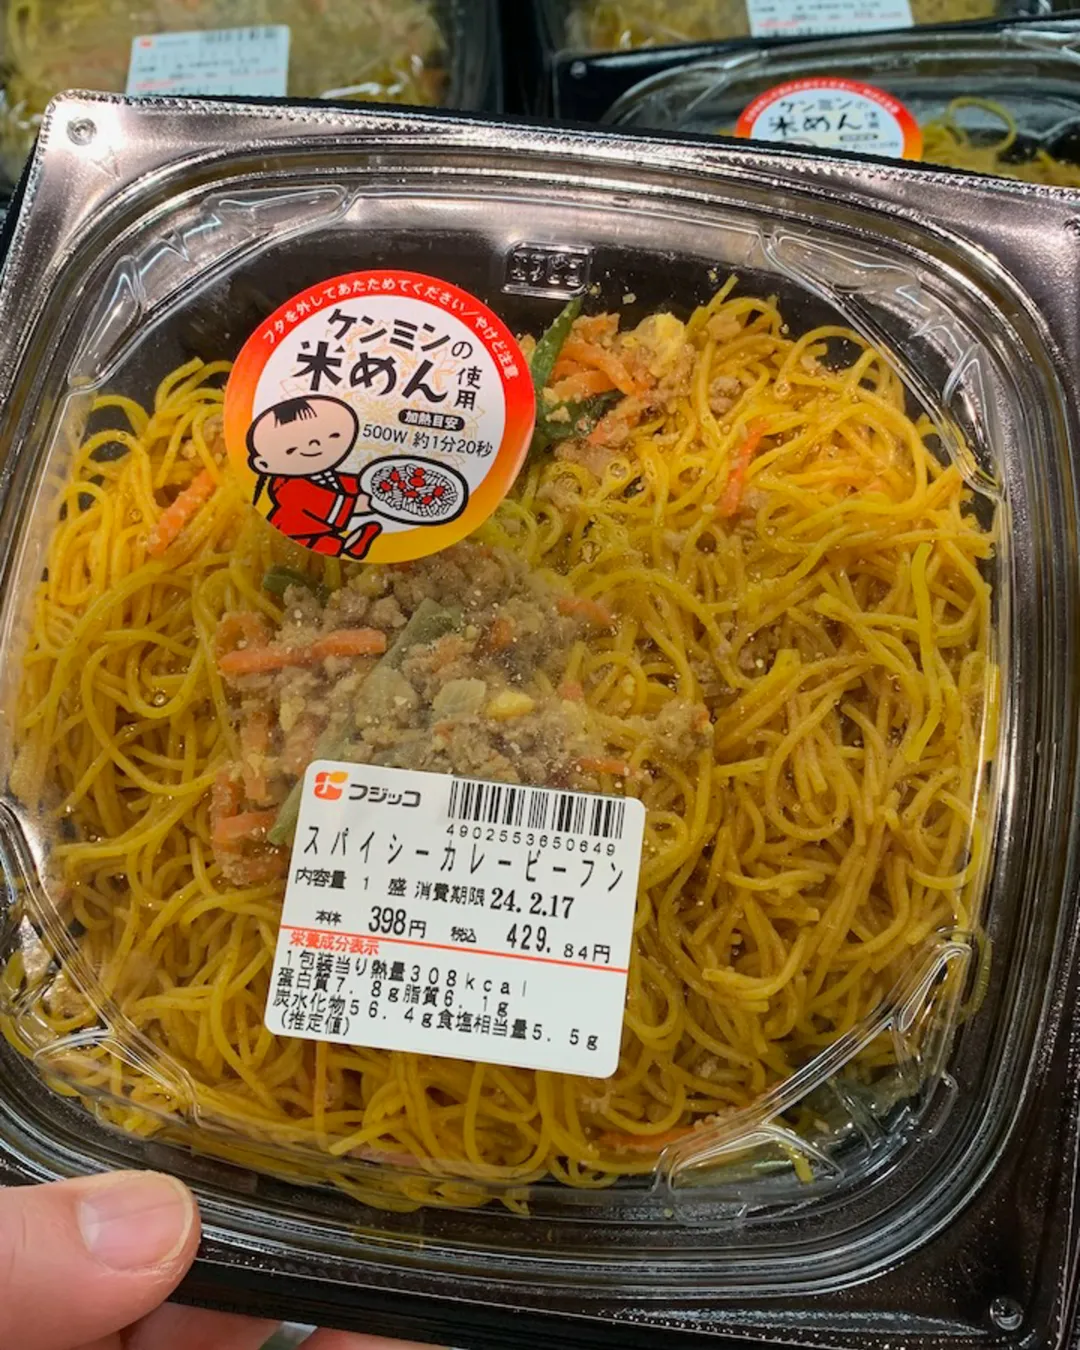 ケンミンの
米めん使用
フタを外してあたためてください/やけど注意
ケンミンの
米めん使用
加熱目安
500W 約1分20秒
フジッコ
4902553650649
スパイシーカレービーフン
内容量 1 盛 消費期限 24.2.17
本体 398円 税込 429.84円
栄養成分表示
1包装当り熱量308kcal
蛋白質7.8g脂質6.1g
炭水化物56.4g食塩相当量5.5g
(推定値)